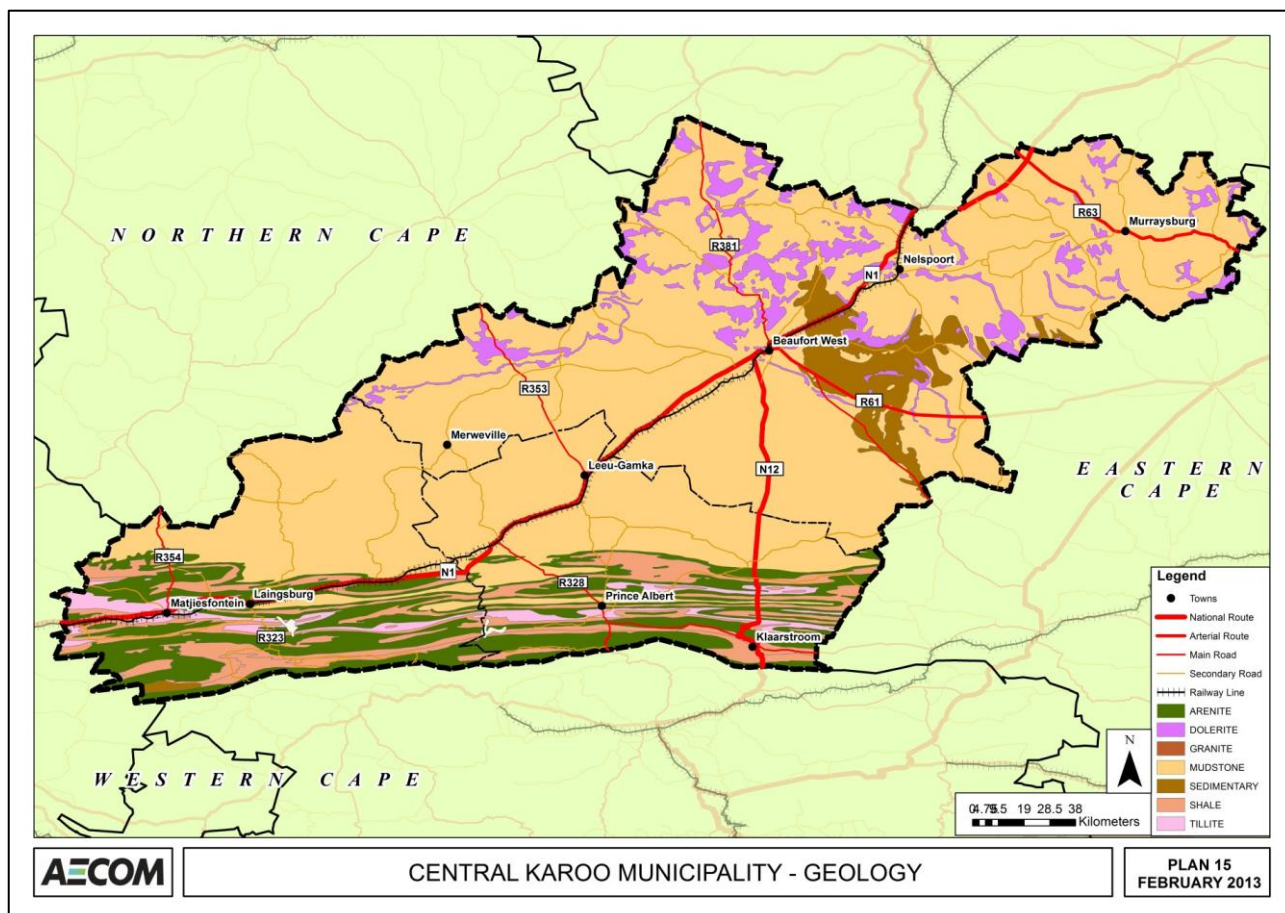 NORTHERN CAPE
R63
Murraysburg
R381
N1
Nelspoort
Beaufort West
R353
R61
Merweville
Leeu-Gamka
N12
EASTERN
CAPE
R354
N1
R328
Laingsburg
Matjiesfontein
Prince Albert
R323
Klaarstroom
WESTERN CAPE
Legend
Towns
National Route
Arterial Route
Main Road
Secondary Road
Railway Line
ARENITE
DOLERITE
GRANITE
MUDSTONE
SEDIMENTARY
SHALE
TILLITE
N
19 28.5 38
Kilometers
AECOM
CENTRAL KAROO MUNICIPALITY - GEOLOGY
PLAN 15
FEBRUARY 2013